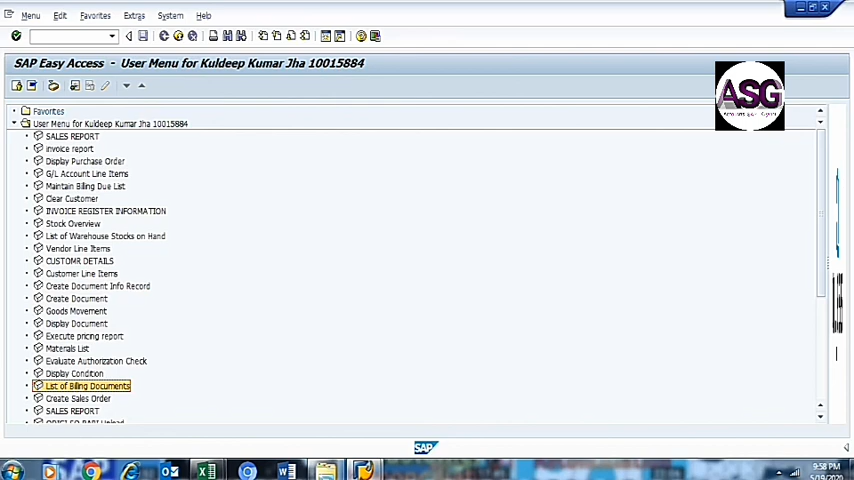 Menu Edit Favorites Extras System Help
SAP Easy Access - User Menu for Kuldeep Kumar Jha 10015884
ASG
Favorites
User Menu for Kuldeep Kumar Jha 10015884
SALES REPORT
invoice report
Display Purchase Order
G/L Account Line Items
Maintain Billing Due List
Clear Customer
INVOICE REGISTER INFORMATION
Stock Overview
List of Warehouse Stocks on Hand
Vendor Line Items
CUSTOMR DETAILS
Customer Line Items
Create Document Info Record
Create Document
Goods Movement
Display Document
Execute pricing report
Materials List
Evaluate Authorization Check
Display Condition
List of Billing Documents
Create Sales Order
SALES REPORT
SAP
9:58 PM
5/19/2020